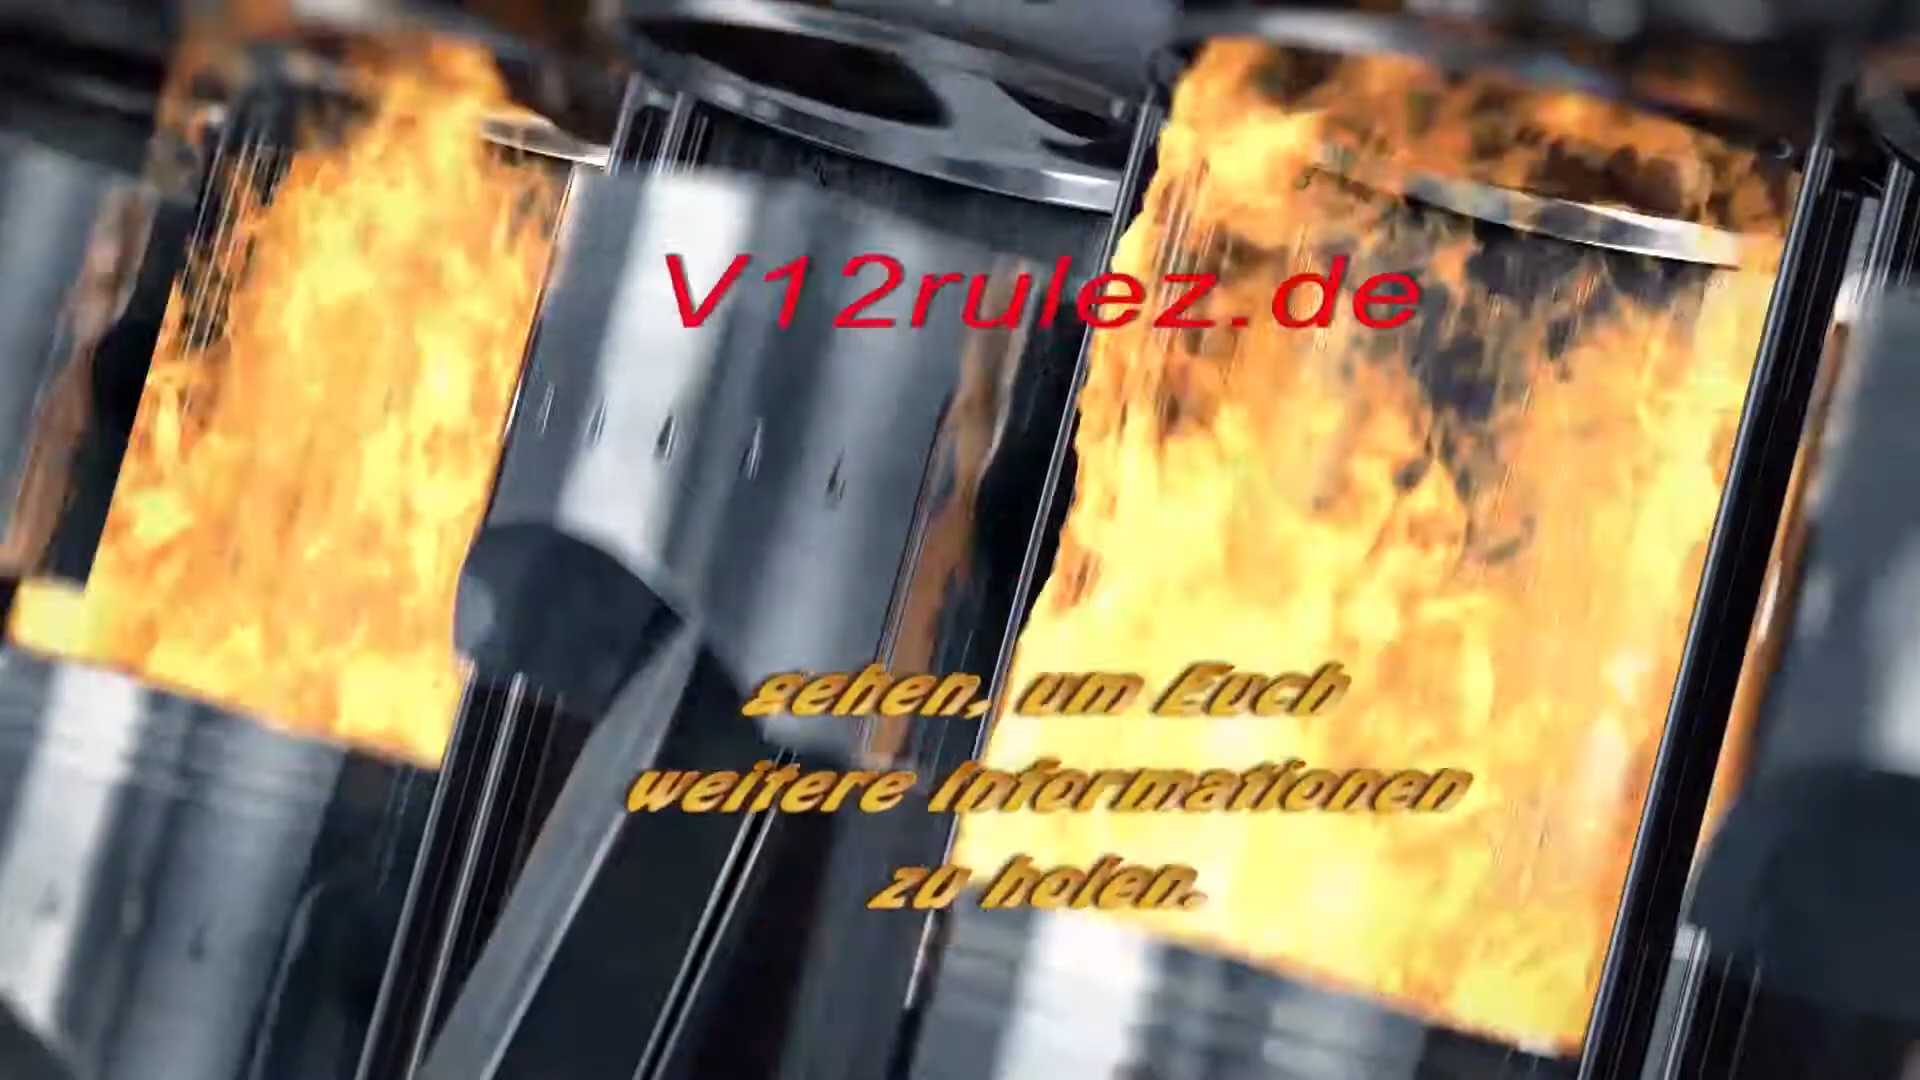 V12rulez.de
gehen, um Euch
weitere Informationen
zu holen.